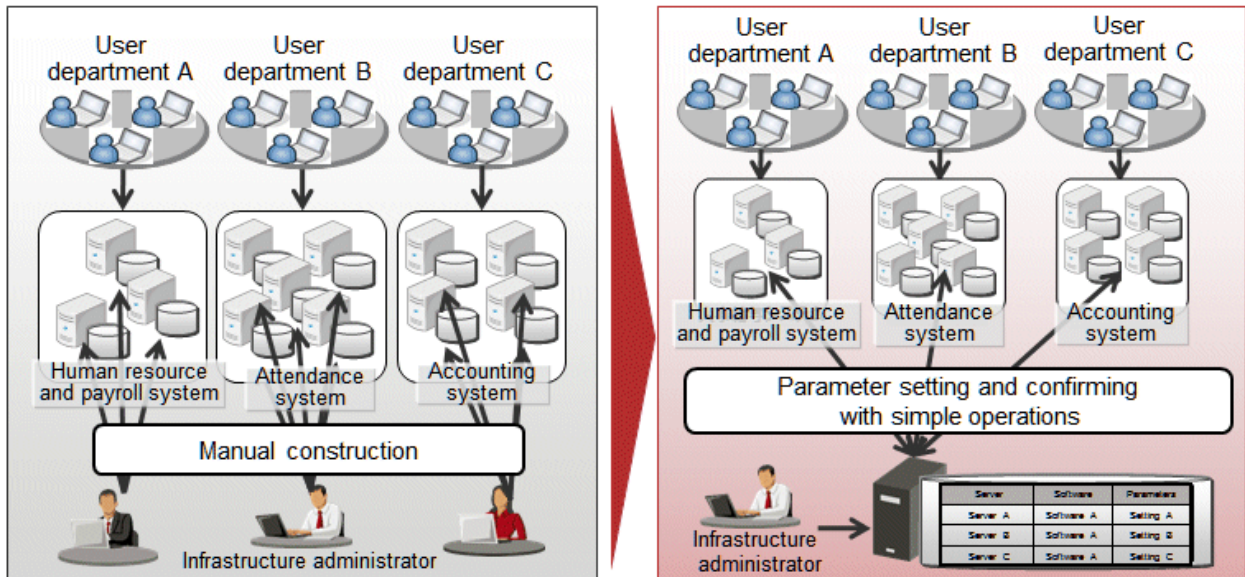 User
department A
User
department B
User
department C
Human resource
and payroll system
Attendance
system
Accounting
system
Manual construction
Infrastructure administrator
User
department A
User
department B
User
department C
Human resource
and payroll system
Attendance
system
Accounting
system
Parameter setting and confirming
with simple operations
Infrastructure
administrator
Server Software Parameters
Server A Software A Setting A
Server B Software A Setting B
Server C Software A Setting C